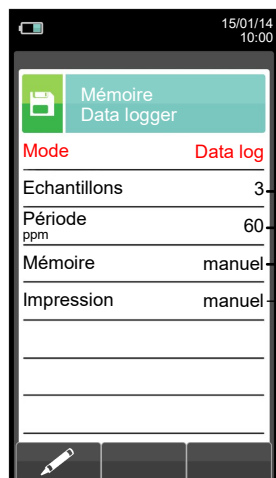 15/01/14
10:00
Mémoire
Data logger
Mode Data log
Echantillons 3
Période 60
ppm
Mémoire manuel
Impression manuel